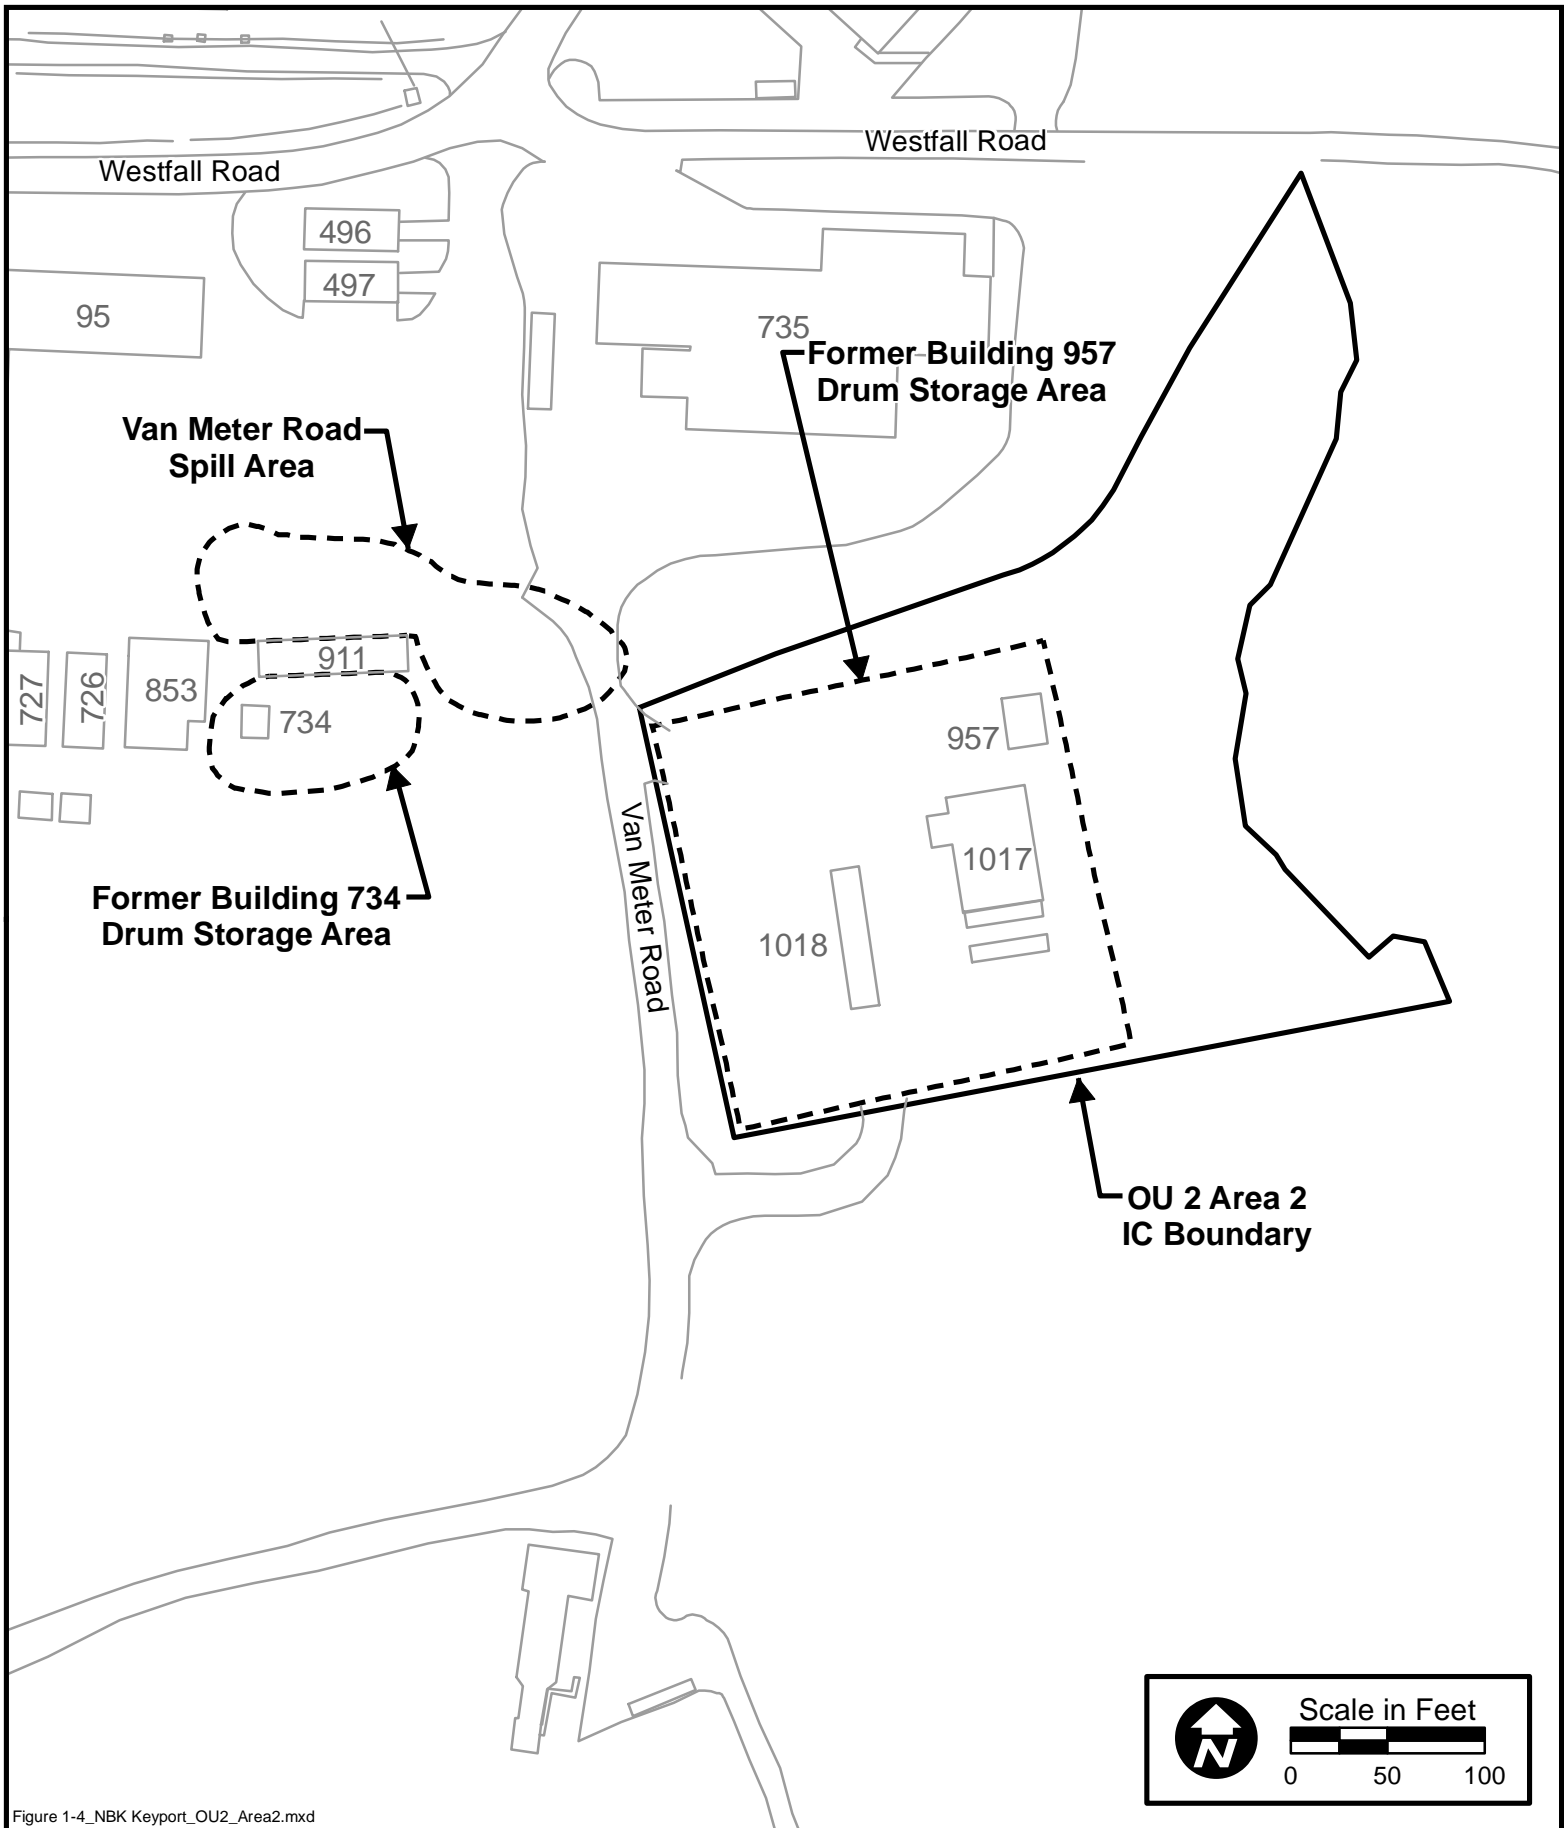 Westfall Road
Westfall Road
496
497
95
735
Former Building 957
Drum Storage Area
Van Meter Road
Spill Area
911
727
726
853
734
957
Van Meter Road
1017
Former Building 734
Drum Storage Area
1018
OU 2 Area 2
IC Boundary
Scale in Feet
N
0 50 100
Figure 1-4_NBK Keyport_OU2_Area2.mxd